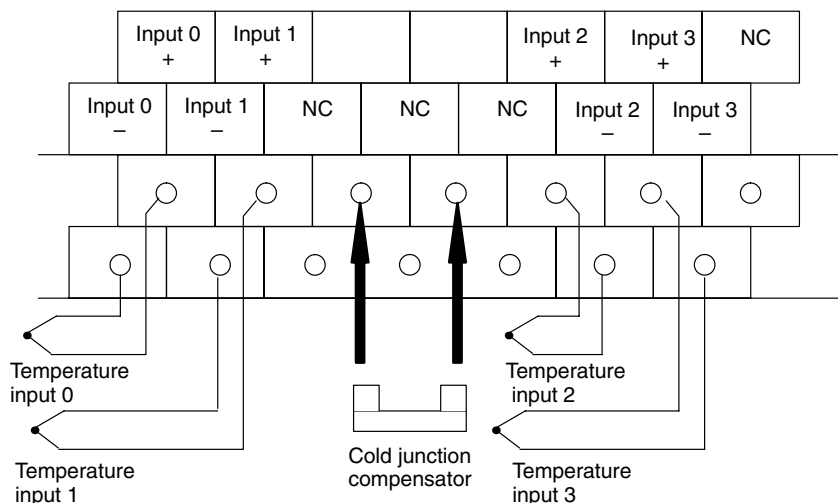 Input 0 Input 1 Input 2 Input 3 NC
+ + + +
Input 0 Input 1 NC NC NC Input 2 Input 3
– – – –
Temperature
input 0
Temperature
input 2
Cold junction
compensator
Temperature
input 1
Temperature
input 3